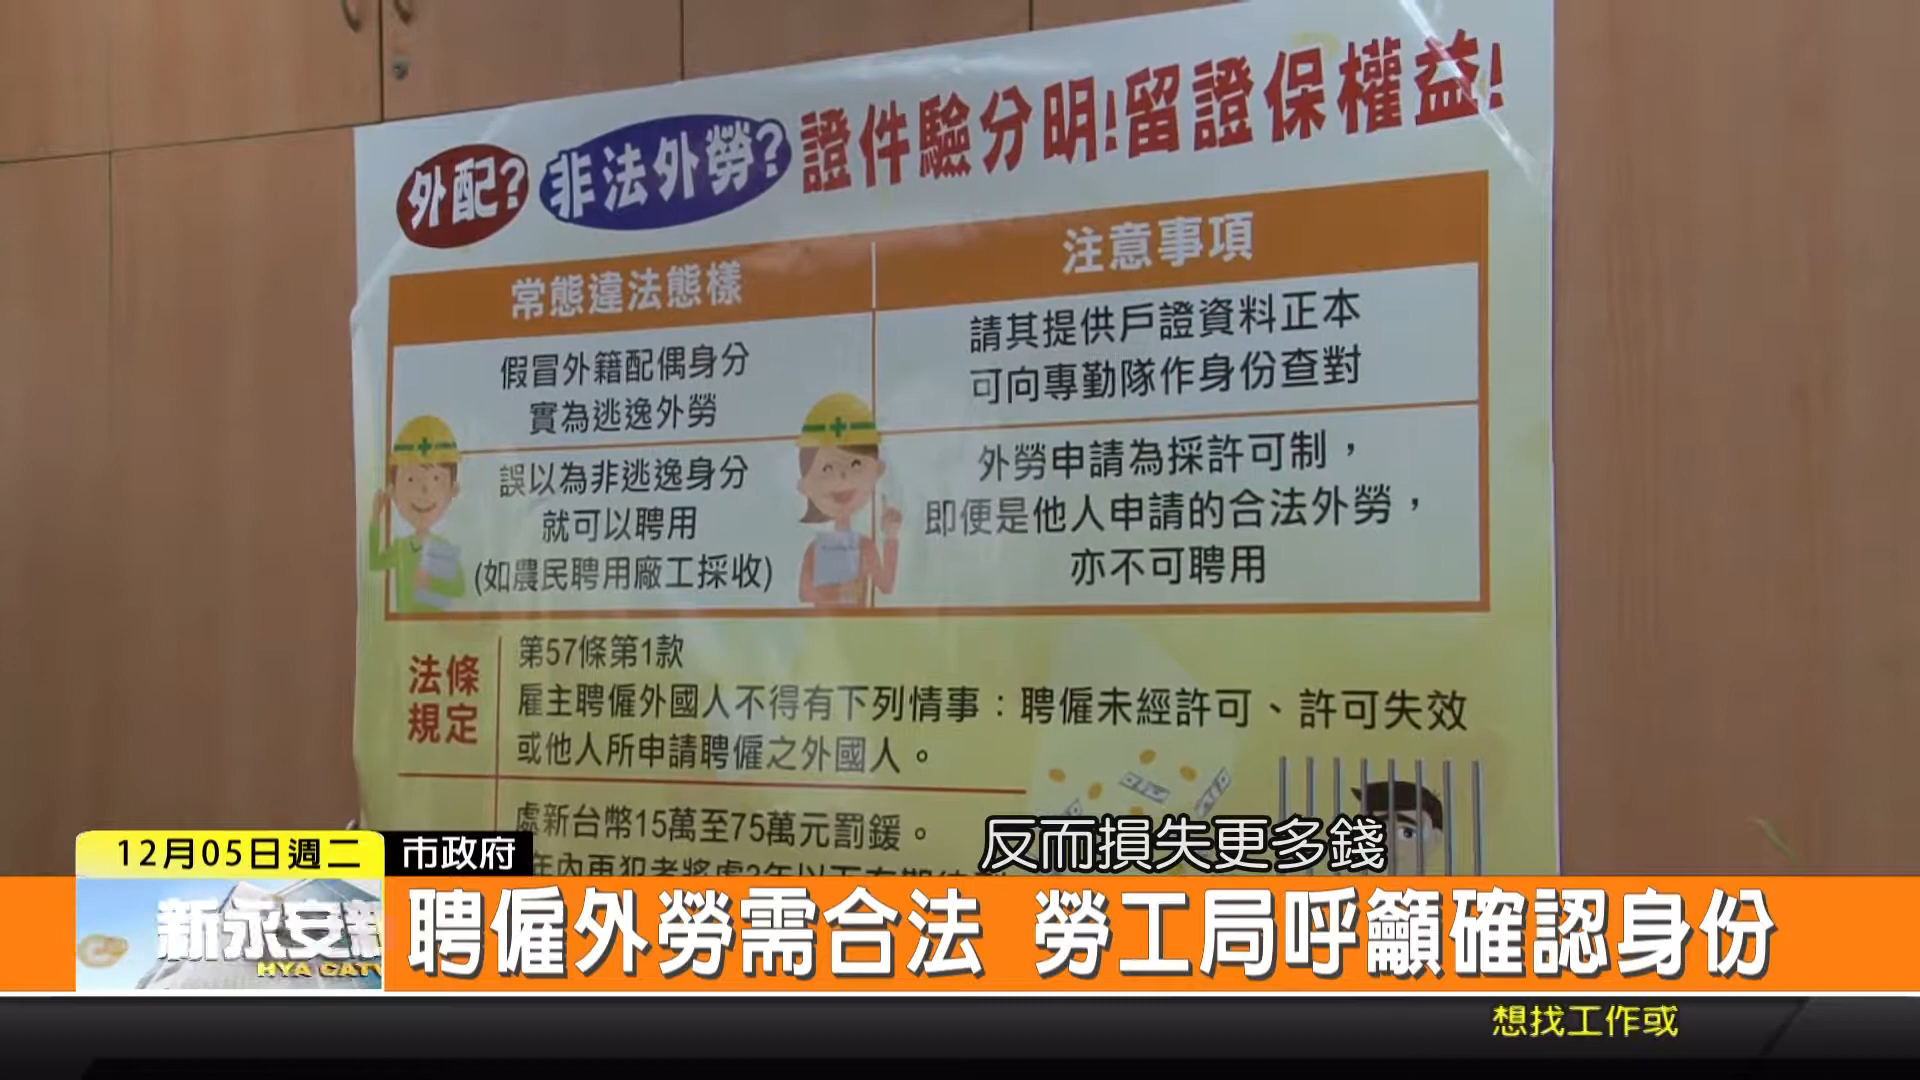 外配? 非法外勞? 證件驗分明!留證保權益!
常態違法態樣
注意事項
假冒外籍配偶身分
實為逃逸外勞
請其提供戶證資料正本
可向專勤隊作身份查對
誤以為非逃逸身分
就可以聘用
(如農民聘用廠工採收)
外勞申請為採許可制，
即便是他人申請的合法外勞，
亦不可聘用
法條
規定
第57條第1款
雇主聘僱外國人不得有下列情事：聘僱未經許可、許可失效
或他人所申請聘僱之外國人。
處新台幣15萬至75萬元罰鍰。
反而損失更多錢
12月05日週二
市政府
新永安新
HYA CATV
聘僱外勞需合法 勞工局呼籲確認身份
想找工作或